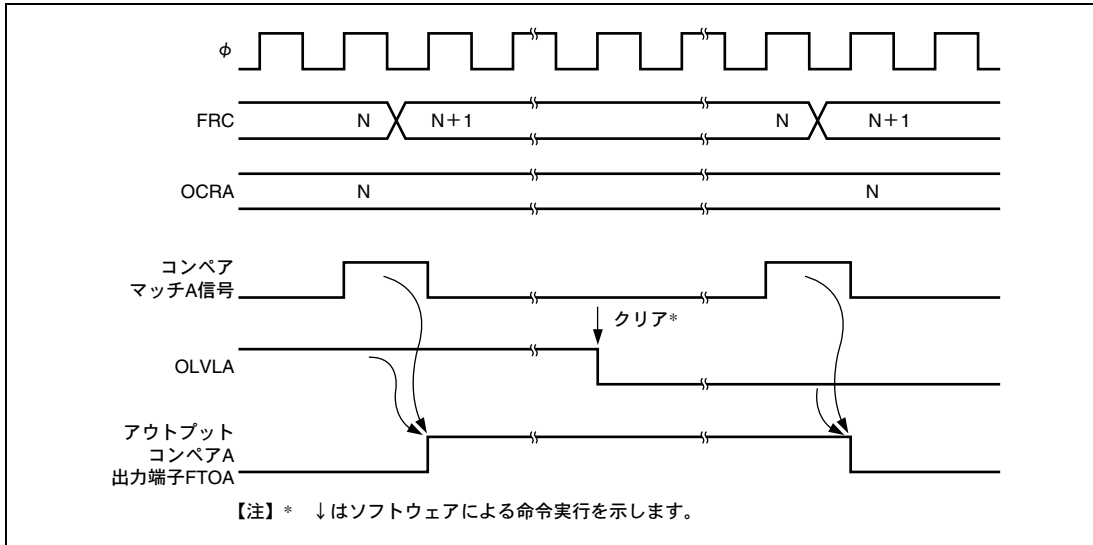 φ
FRC
N
N+1
N
N+1
OCRA
N
N
コンペア
マッチA信号
クリア*
OLVLA
アウトプット
コンペアA
出力端子FTOA
【注】* ↓はソフトウェアによる命令実行を示します。